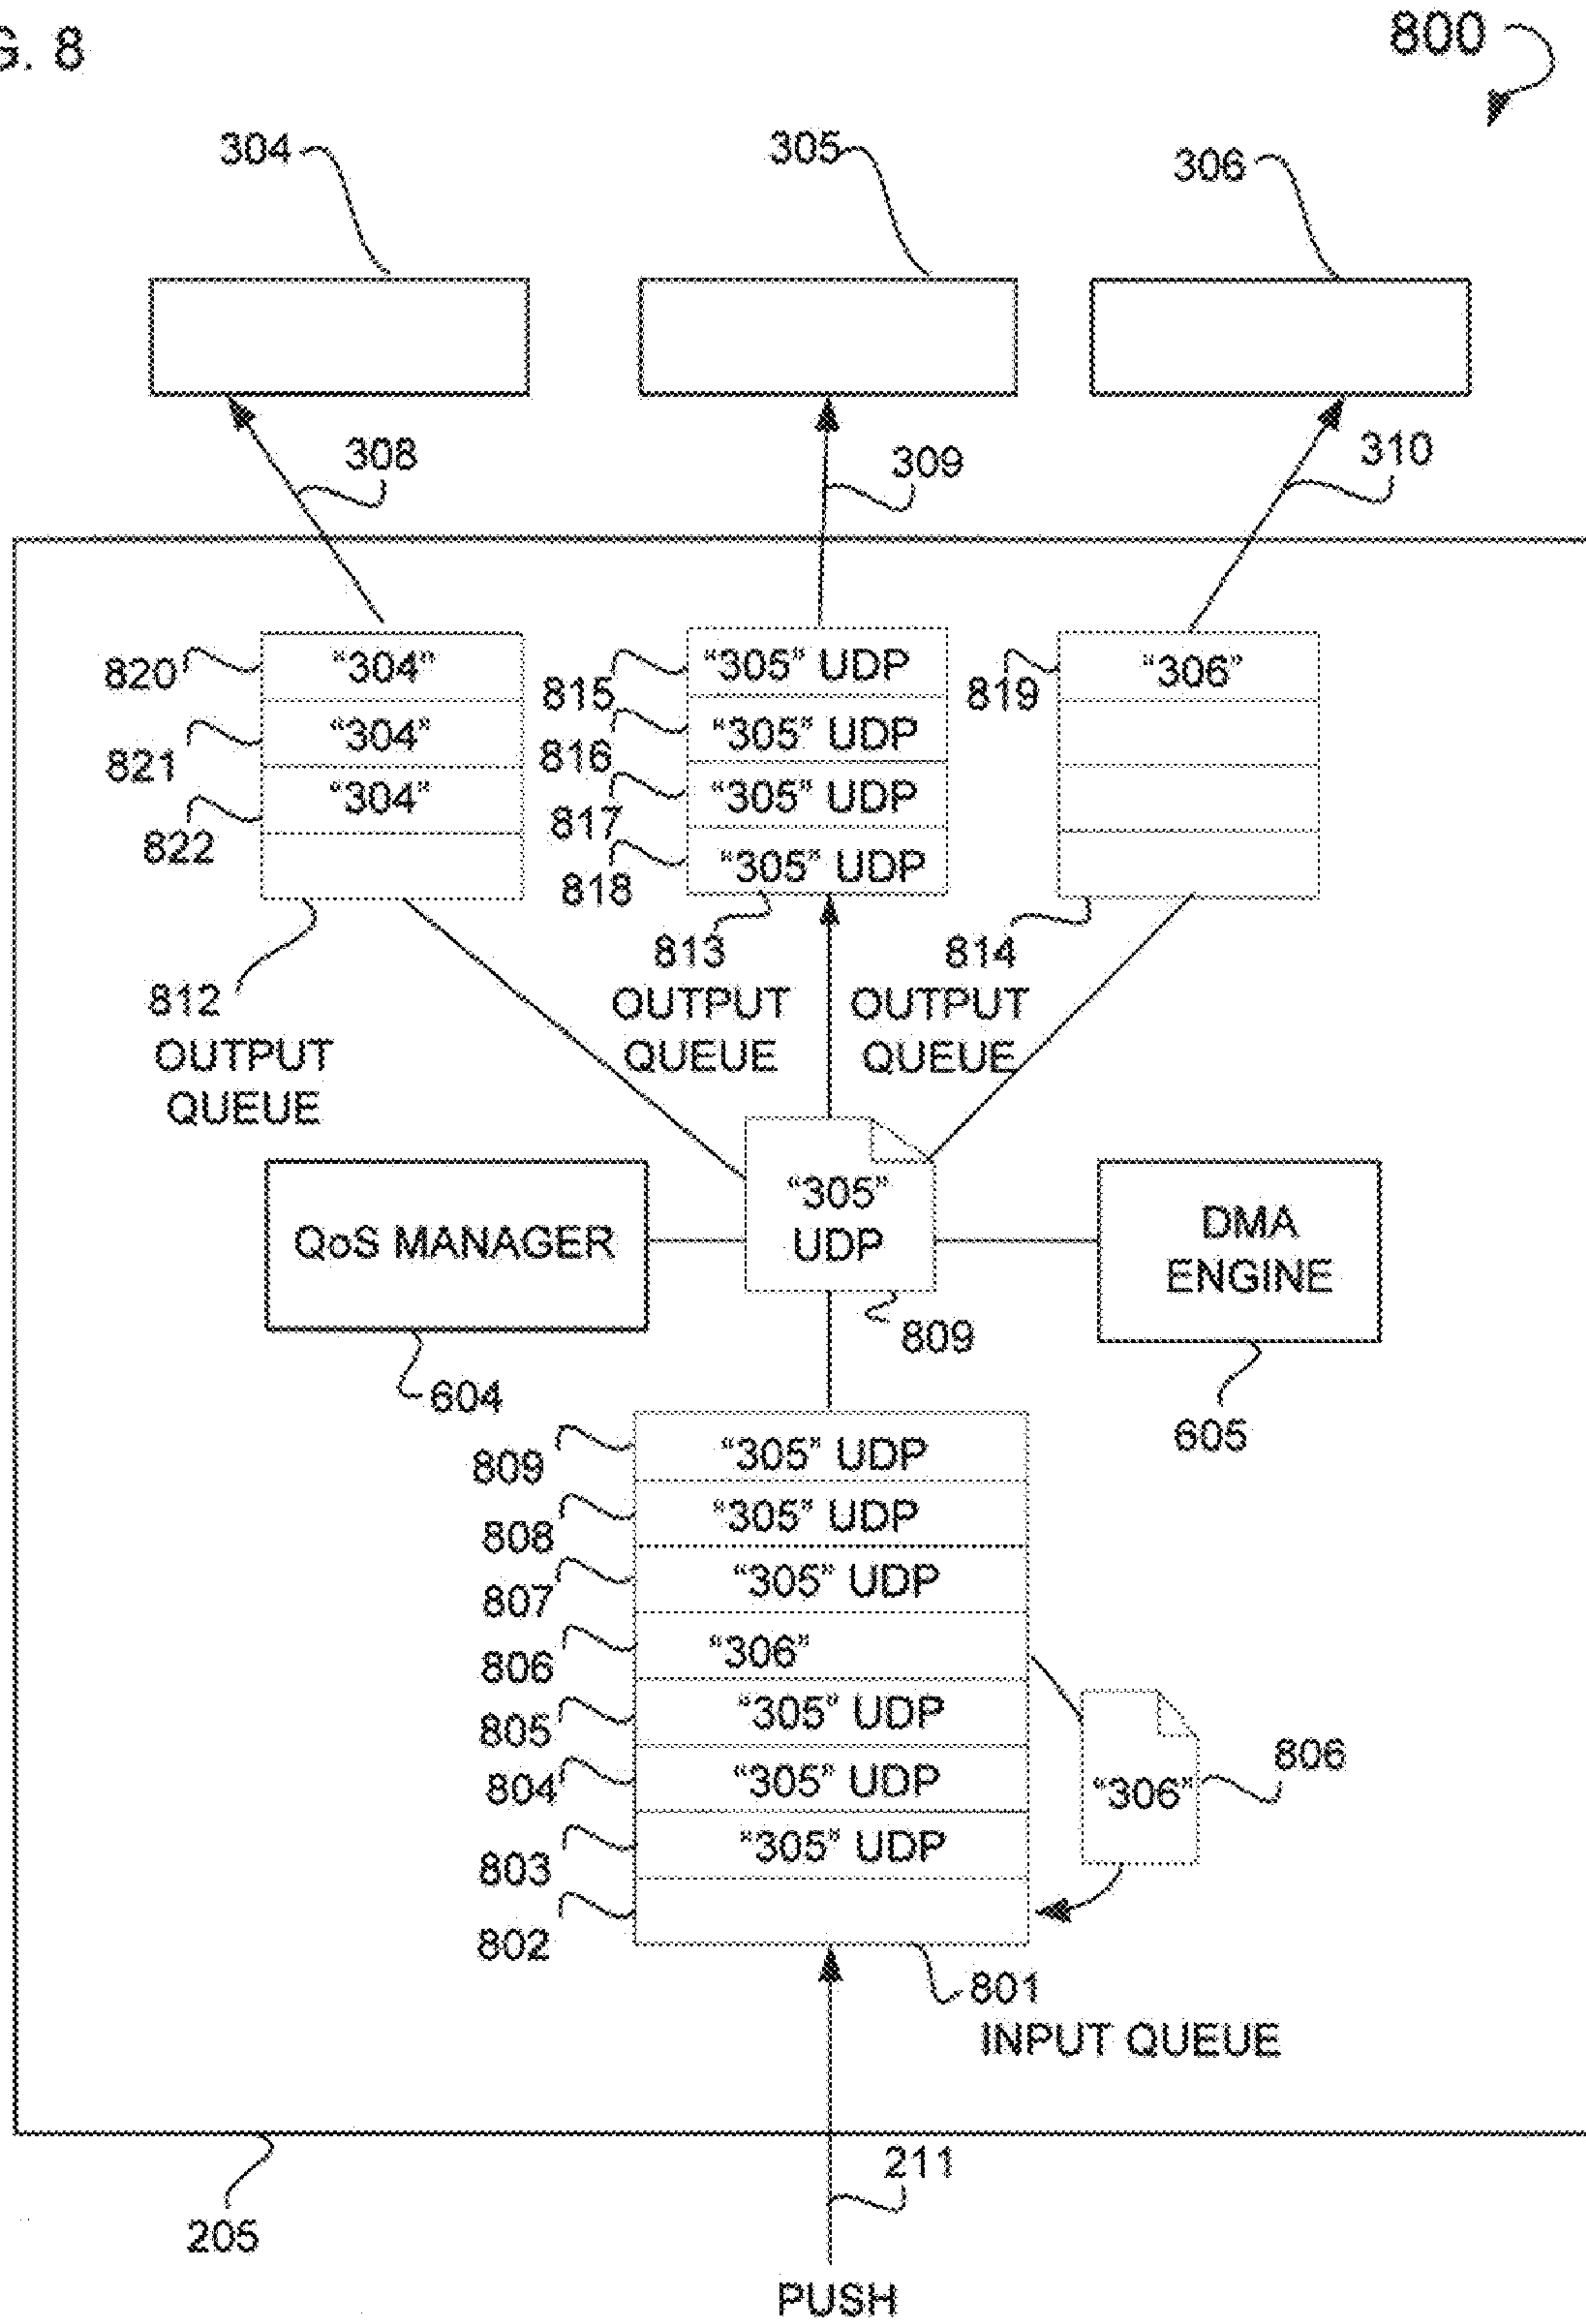 G. 8
800
304
305
306
308
309
310
820
"304"
815
"305" UDP
819
"306"
821
"304"
816
"305" UDP
822
"304"
817
"305" UDP
818
"305" UDP
812
OUTPUT
QUEUE
813
OUTPUT
QUEUE
814
OUTPUT
QUEUE
QoS MANAGER
"305"
UDP
DMA
ENGINE
604
809
605
809
"305" UDP
808
"305" UDP
807
"305" UDP
806
"306"
805
"305" UDP
804
"305" UDP
803
"305" UDP
802
"306"
806
801
INPUT QUEUE
205
211
PUSH